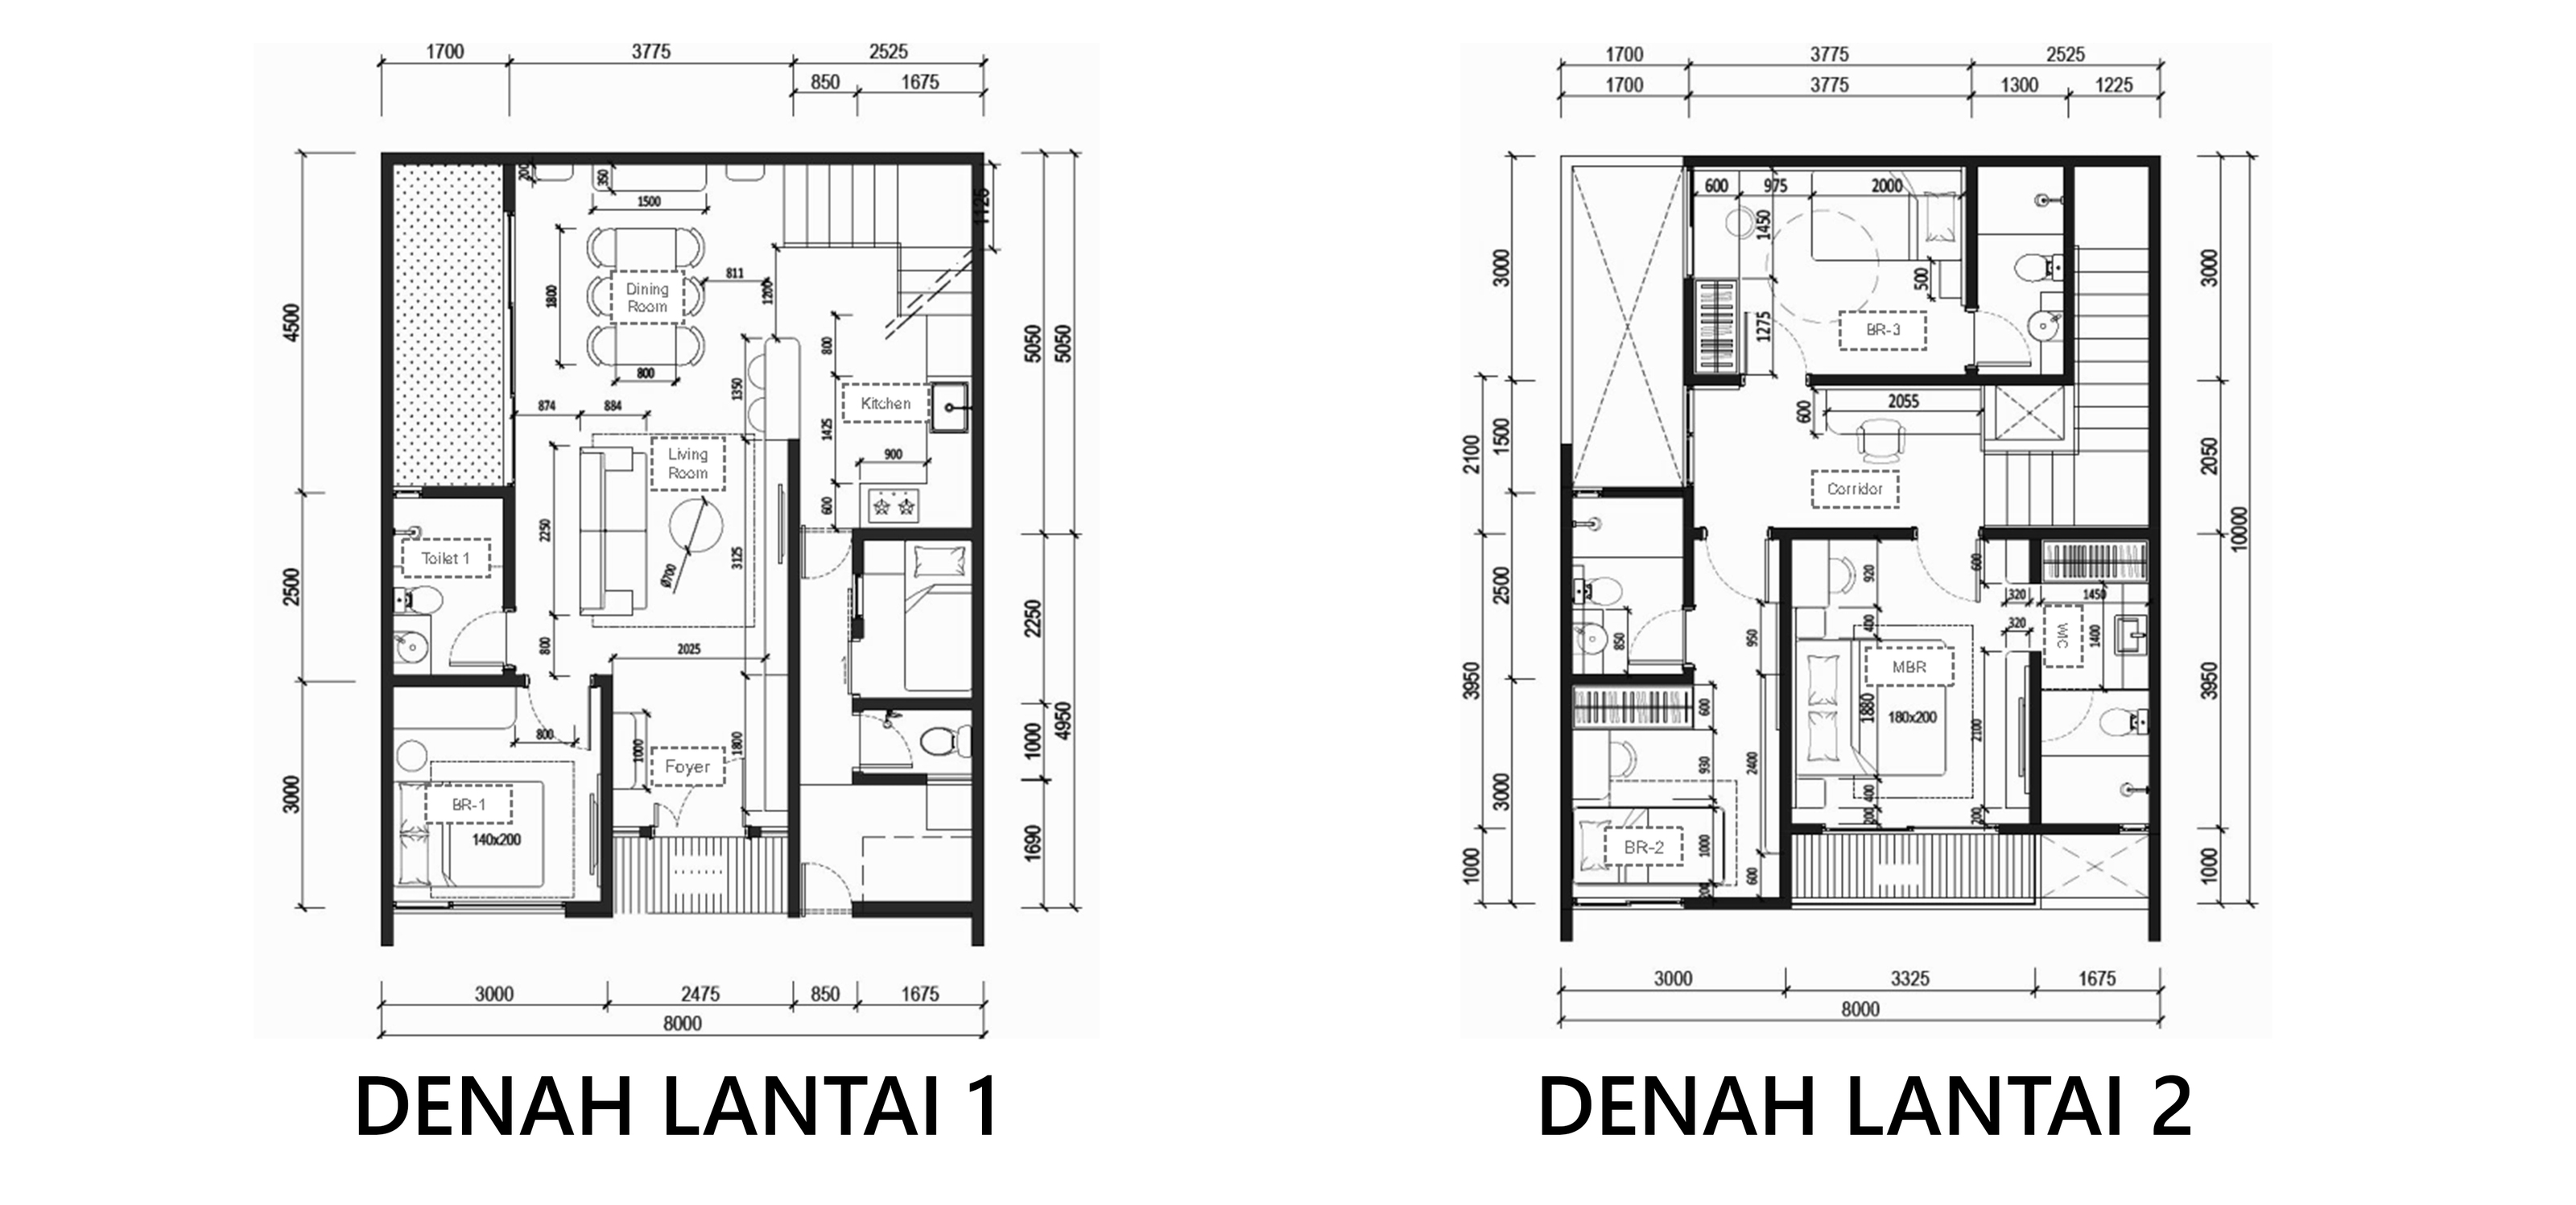 1700 3775 2525
850 1675
4500
2500
3000
200
350
1500
1125
1800
Dining
Room
811
1200
800
874 884
1350
800
Kitchen
1425
900
600
Living
Room
2250
Ø700
3125
Toilet 1
800
2025
800
1000
Foyer
1800
BR-1
140x200
5050 5050
2250
1000 4950
1690
3000 2475 850 1675
8000
DENAH LANTAI 1
1700 3775 2525
1700 3775 1300 1225
3000
2100 1500
2500
3950
3000
1000
600 975 2000
1450
500
1275
BR-3
600
2055
Corridor
920
600
320 1450
400
320
WIC
1400
850
950
MBR
1880
180x200
2100
600
930
2400
400
200
200
BR-2
1000
600
200
3000
2050
10000
3950
1000
3000 3325 1675
8000
DENAH LANTAI 2